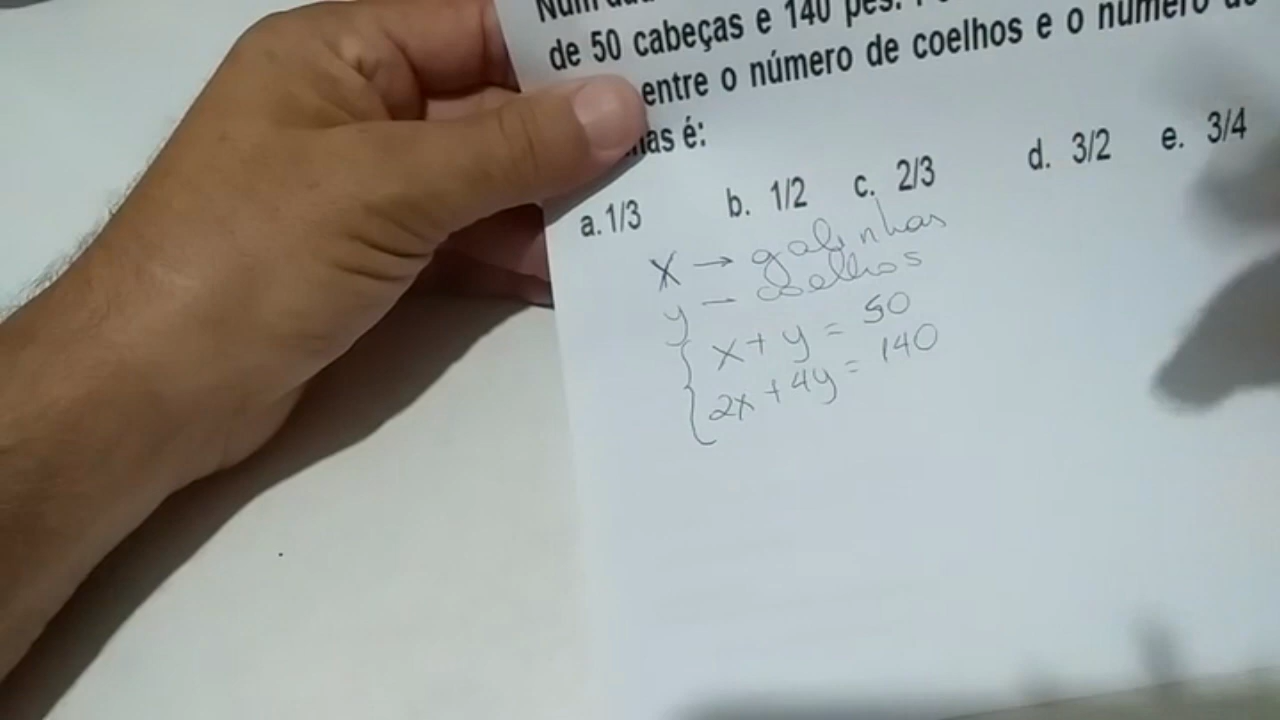 de 50 cabeças e 140 pés.
entre o número de coelhos e o número
é:
a. 1/3 b. 1/2 c. 2/3 d. 3/2 e. 3/4
x → galinhas
y — coelhos
x + y = 50
2x + 4y = 140